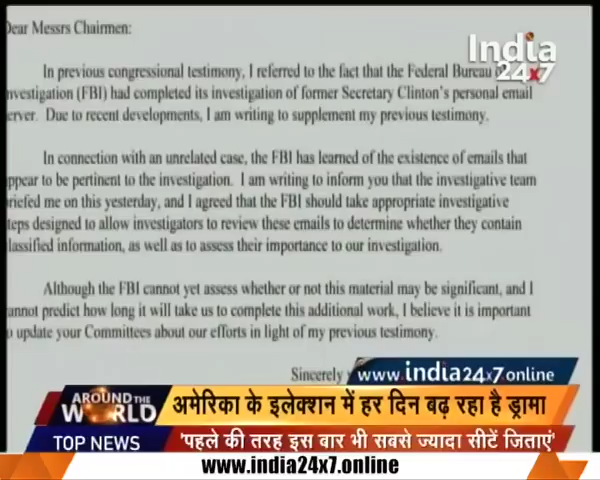 Dear Messrs Chairmen:
In previous congressional testimony, I referred to the fact that the Federal Bureau
nvestigation (FBI) had completed its investigation of former Secretary Clinton's personal email
erver. Due to recent developments, I am writing to supplement my previous testimony.
In connection with an unrelated case, the FBI has learned of the existence of emails that
ppear to be pertinent to the investigation. I am writing to inform you that the investigative team
riefed me on this yesterday, and I agreed that the FBI should take appropriate investigative
teps designed to allow investigators to review these emails to determine whether they contain
lassified information, as well as to assess their importance to our investigation.
Although the FBI cannot yet assess whether or not this material may be significant, and I
annot predict how long it will take us to complete this additional work, I believe it is important
o update your Committees about our efforts in light of my previous testimony.
Sincerely
India
24x7
www.india24x7.online
AROUND THE
WORLD
अमेरिका के इलेक्शन में हर दिन बढ़ रहा है ड्रामा
TOP NEWS
'पहले की तरह इस बार भी सबसे ज्यादा सीटें जिताएं'
www.india24x7.online